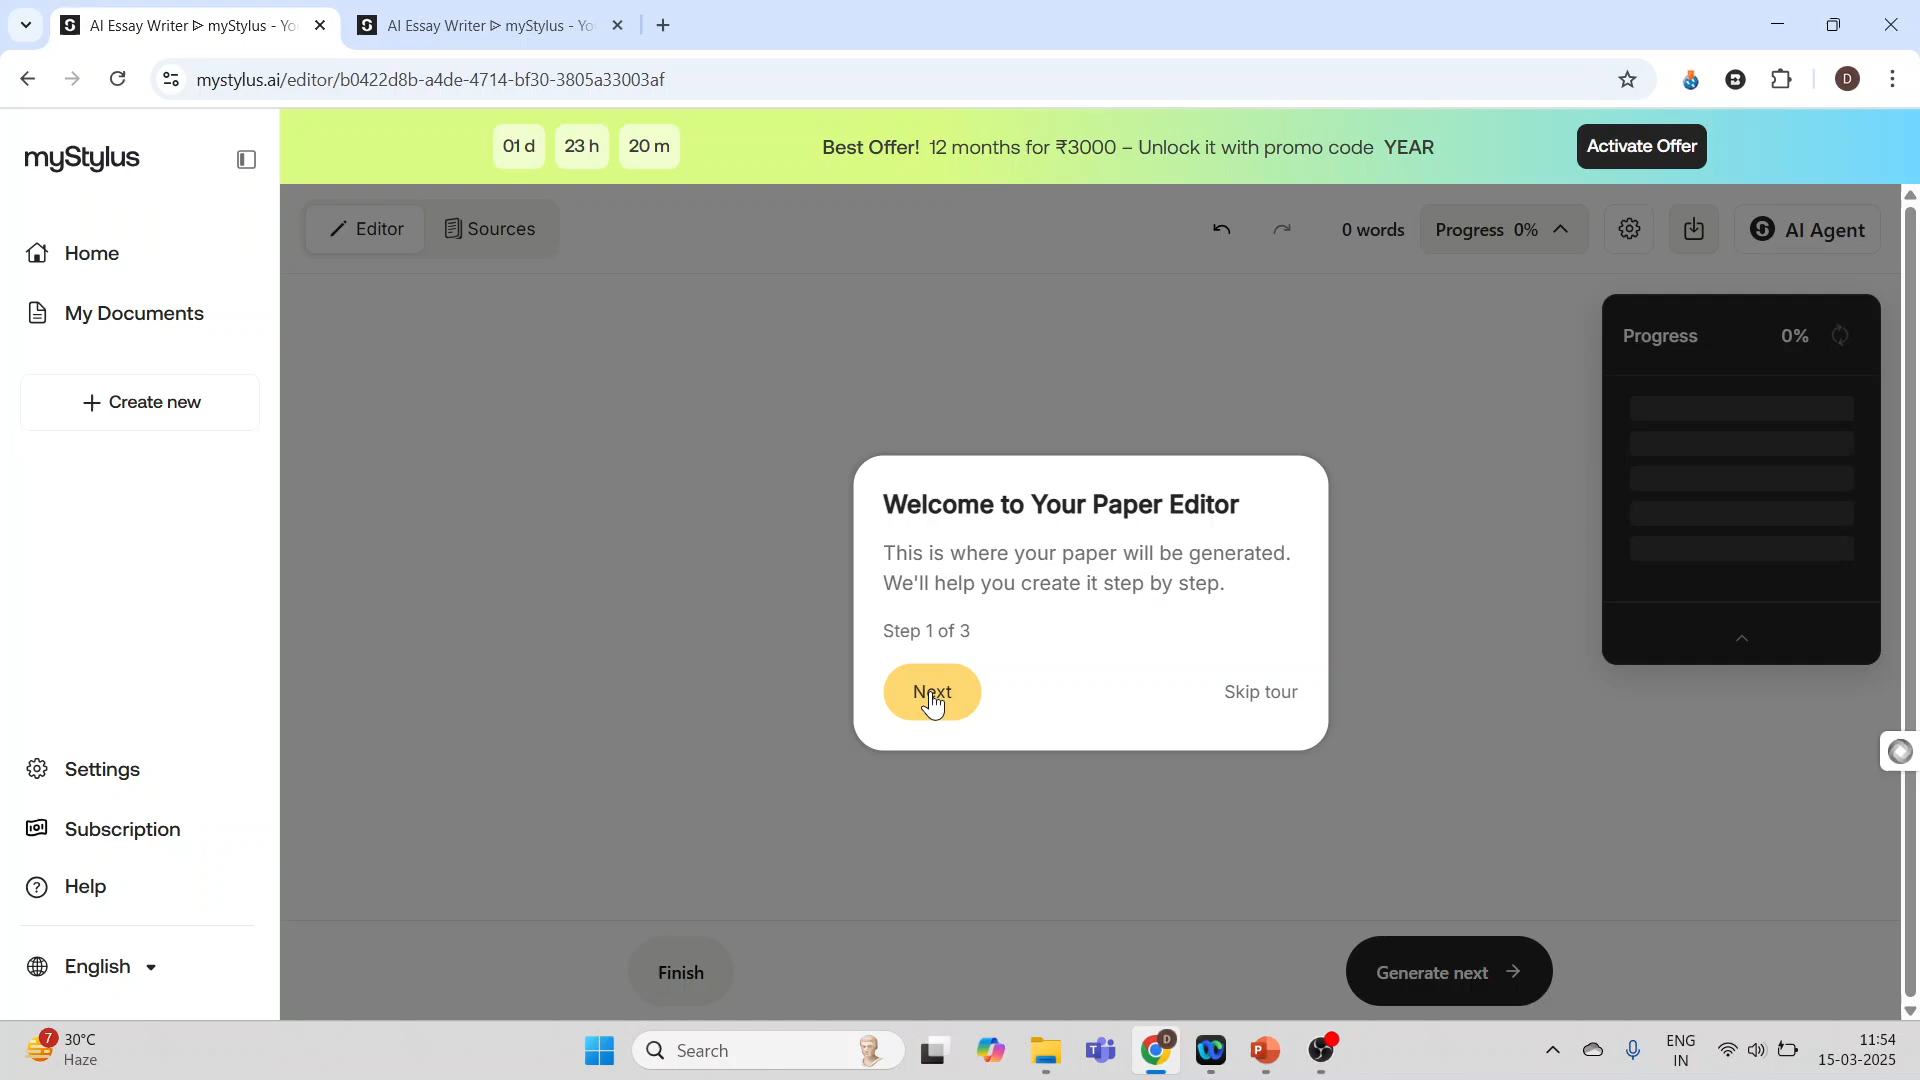 AI Essay Writer ᐅ myStylus - Yo
AI Essay Writer ᐅ myStylus - Yo
mystylus.ai/editor/b0422d8b-a4de-4714-bf30-3805a33003af
D
myStylus
01 d
23 h
20 m
Best Offer! 12 months for ₹3000 – Unlock it with promo code YEAR
Activate Offer
Home
My Documents
Create new
Settings
Subscription
Help
English
Editor
Sources
0 words
Progress 0%
AI Agent
Progress
0%
Welcome to Your Paper Editor
This is where your paper will be generated.
We'll help you create it step by step.
Step 1 of 3
Next
Skip tour
Finish
Generate next
7
30°C
Haze
Search
D
ENG
IN
11:54
15-03-2025